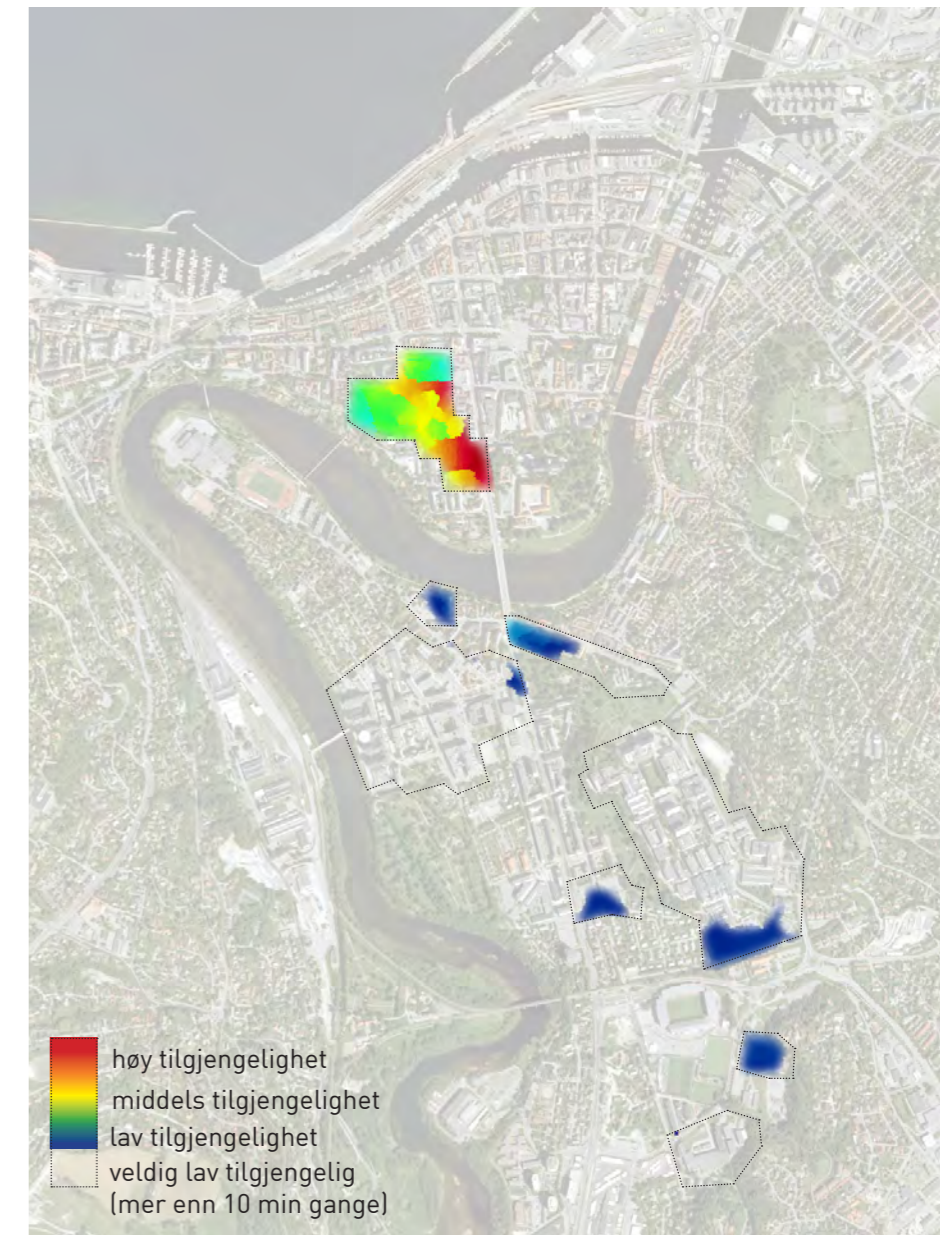 høy tilgjengelighet
middels tilgjengelighet
lav tilgjengelighet
veldig lav tilgjengelig
(mer enn 10 min gange)